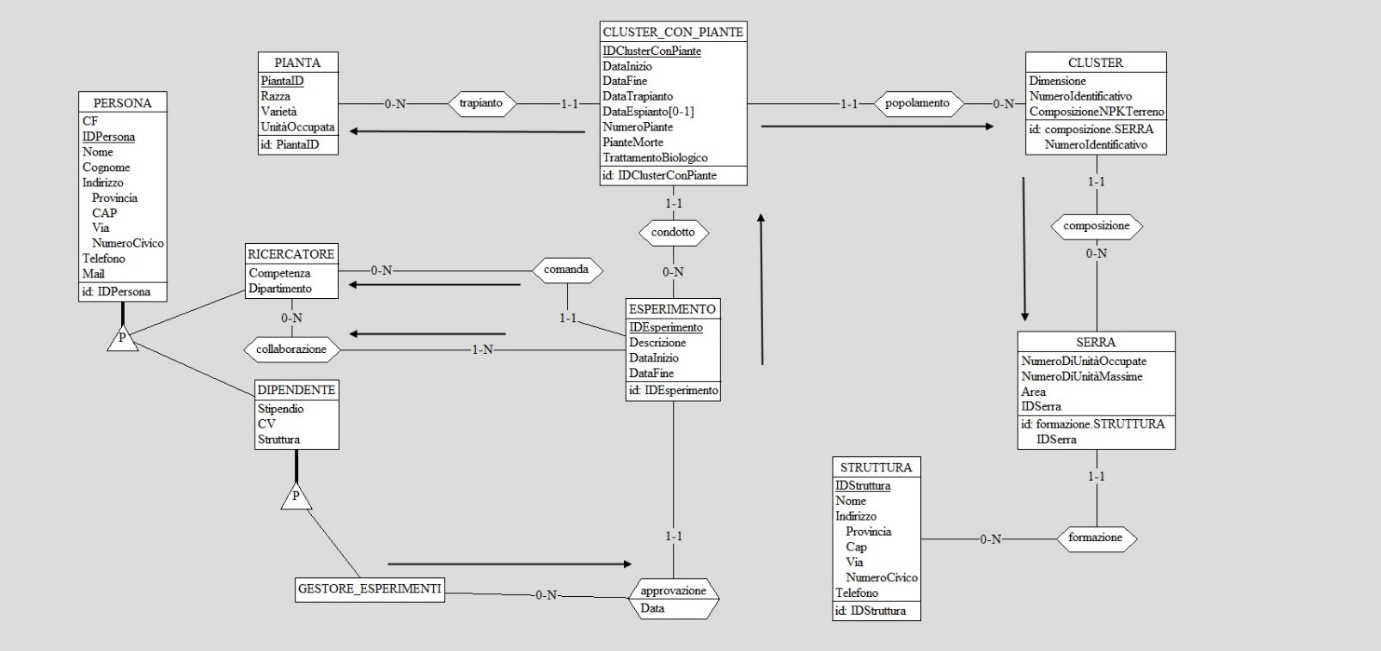 CLUSTER_CON_PIANTE
IDClusterConPiante
DataInizio
DataFine
DataTrapianto
DataEspianto[0-1]
NumeroPiante
PianteMorte
TrattamentoBiologico
id: IDClusterConPiante
PIANTA
PiantaID
Razza
Varietà
UnitàOccupata
id: PiantaID
0-N
trapianto
1-1
1-1
popolamento
0-N
CLUSTER
Dimensione
NumeroIdentificativo
ComposizioneNPKTerreno
id: composizione.SERRA
NumeroIdentificativo
PERSONA
CF
IDPersona
Nome
Cognome
Indirizzo
Provincia
CAP
Via
NumeroCivico
Telefono
Mail
id: IDPersona
P
1-1
condotto
0-N
1-1
composizione
0-N
RICERCATORE
Competenza
Dipartimento
0-N
comanda
1-1
0-N
collaborazione
1-N
ESPERIMENTO
IDEsperimento
Descrizione
DataInizio
DataFine
id: IDEsperimento
SERRA
NumeroDiUnitàOccupate
NumeroDiUnitàMassime
Area
IDSerra
id: formazione.STRUTTURA
IDSerra
DIPENDENTE
Stipendio
CV
Struttura
P
STRUTTURA
IDStruttura
Nome
Indirizzo
Provincia
Cap
Via
NumeroCivico
Telefono
id: IDStruttura
0-N
formazione
1-1
1-1
GESTORE_ESPERIMENTI
0-N
approvazione
Data